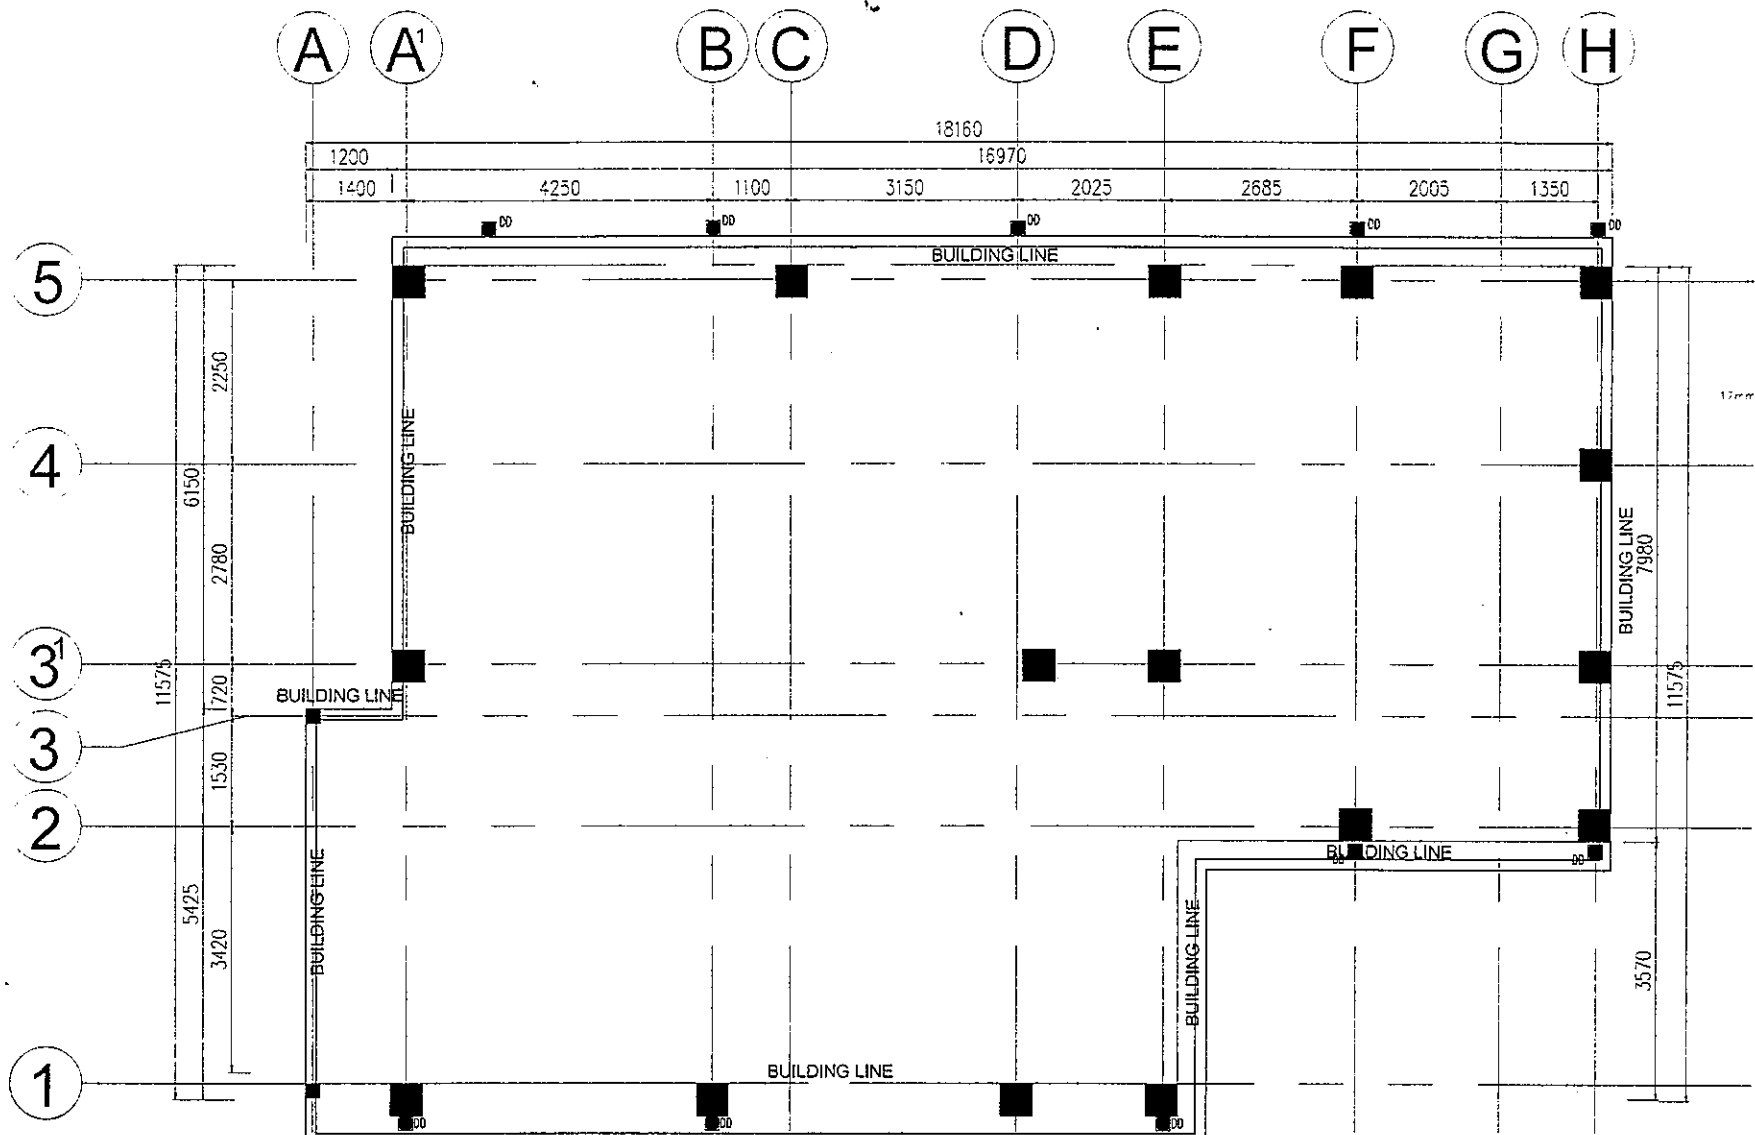 A A1 B C D E F G H
18160
1200 16970
1400 4250 1100 3150 2025 2685 2005 1350
DD DD DD DD DD
BUILDING LINE
5
2250
4
BUILDING LINE
6150
2780
BUILDING LINE
7980
31
11575
1720
BUILDING LINE
11575
3
1530
2
BUILDING LINE
DD DD
BUILDING LINE
5425
3420
BUILDING LINE
3570
BUILDING LINE
1
DD DD DD